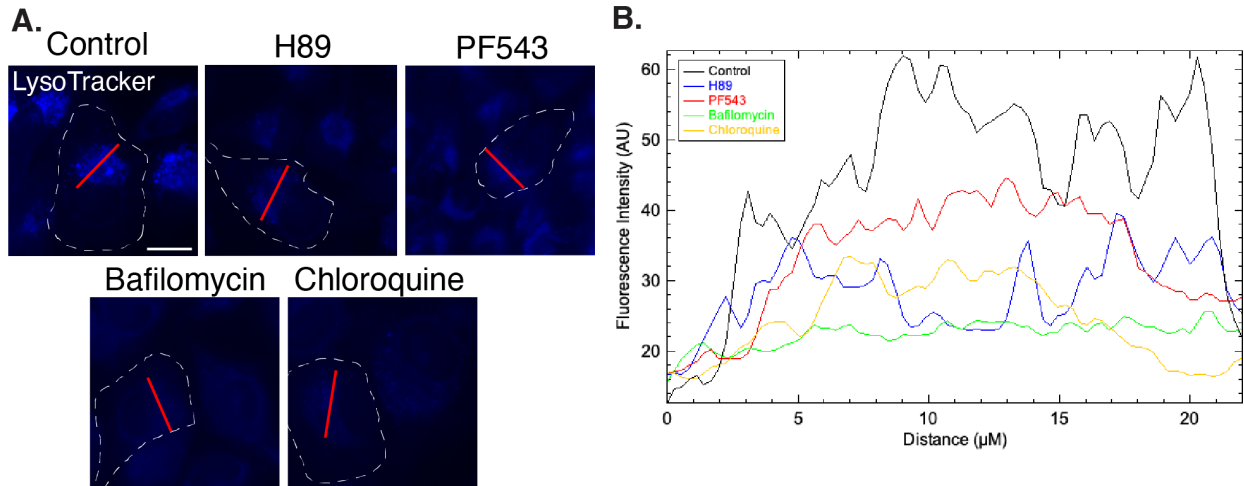 A.
Control
H89
PF543
LysoTracker
Bafilomycin
Chloroquine
B.
Control
H89
PF543
Bafilomycin
Chloroquine
60
50
40
30
20
Fluorescence Intensity (AU)
0
5
10
15
20
Distance (µM)